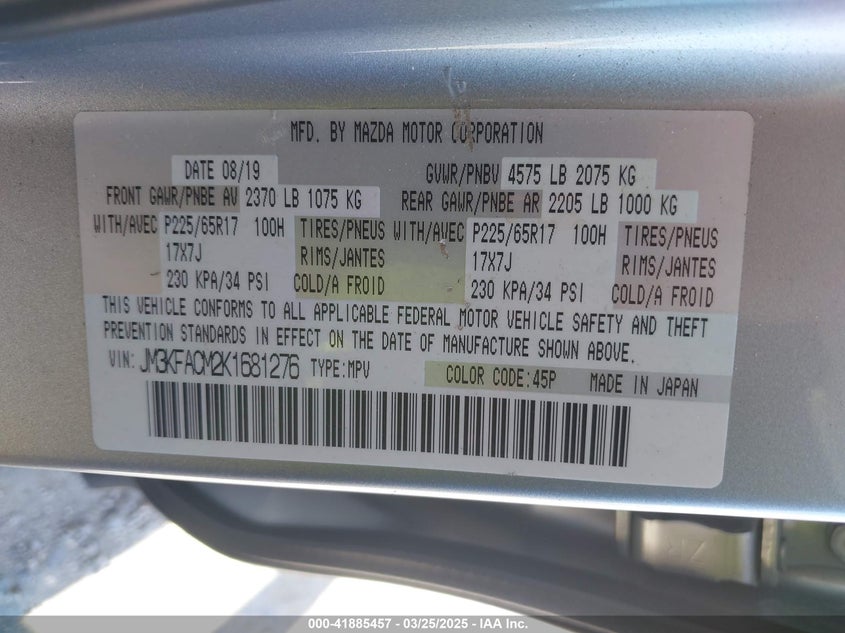 MFD. BY MAZDA MOTOR CORPORATION
DATE 08/19 GVWR/PNBV 4575 LB 2075 KG
FRONT GAWR/PNBE AV 2370 LB 1075 KG REAR GAWR/PNBE AR 2205 LB 1000 KG
WITH/AVEC P225/65R17 100H TIRES/PNEUS WITH/AVEC P225/65R17 100H TIRES/PNEUS
17X7J RIMS/JANTES 17X7J RIMS/JANTES
230 KPA/34 PSI COLD/A FROID 230 KPA/34 PSI COLD/A FROID
THIS VEHICLE CONFORMS TO ALL APPLICABLE FEDERAL MOTOR VEHICLE SAFETY AND THEFT
PREVENTION STANDARDS IN EFFECT ON THE DATE OF MANUFACTURE SHOWN ABOVE.
VIN: JM3KFACM2K1681276 TYPE:MPV COLOR CODE:45P MADE IN JAPAN
000-41885457 - 03/25/2025 - IAAI.COM